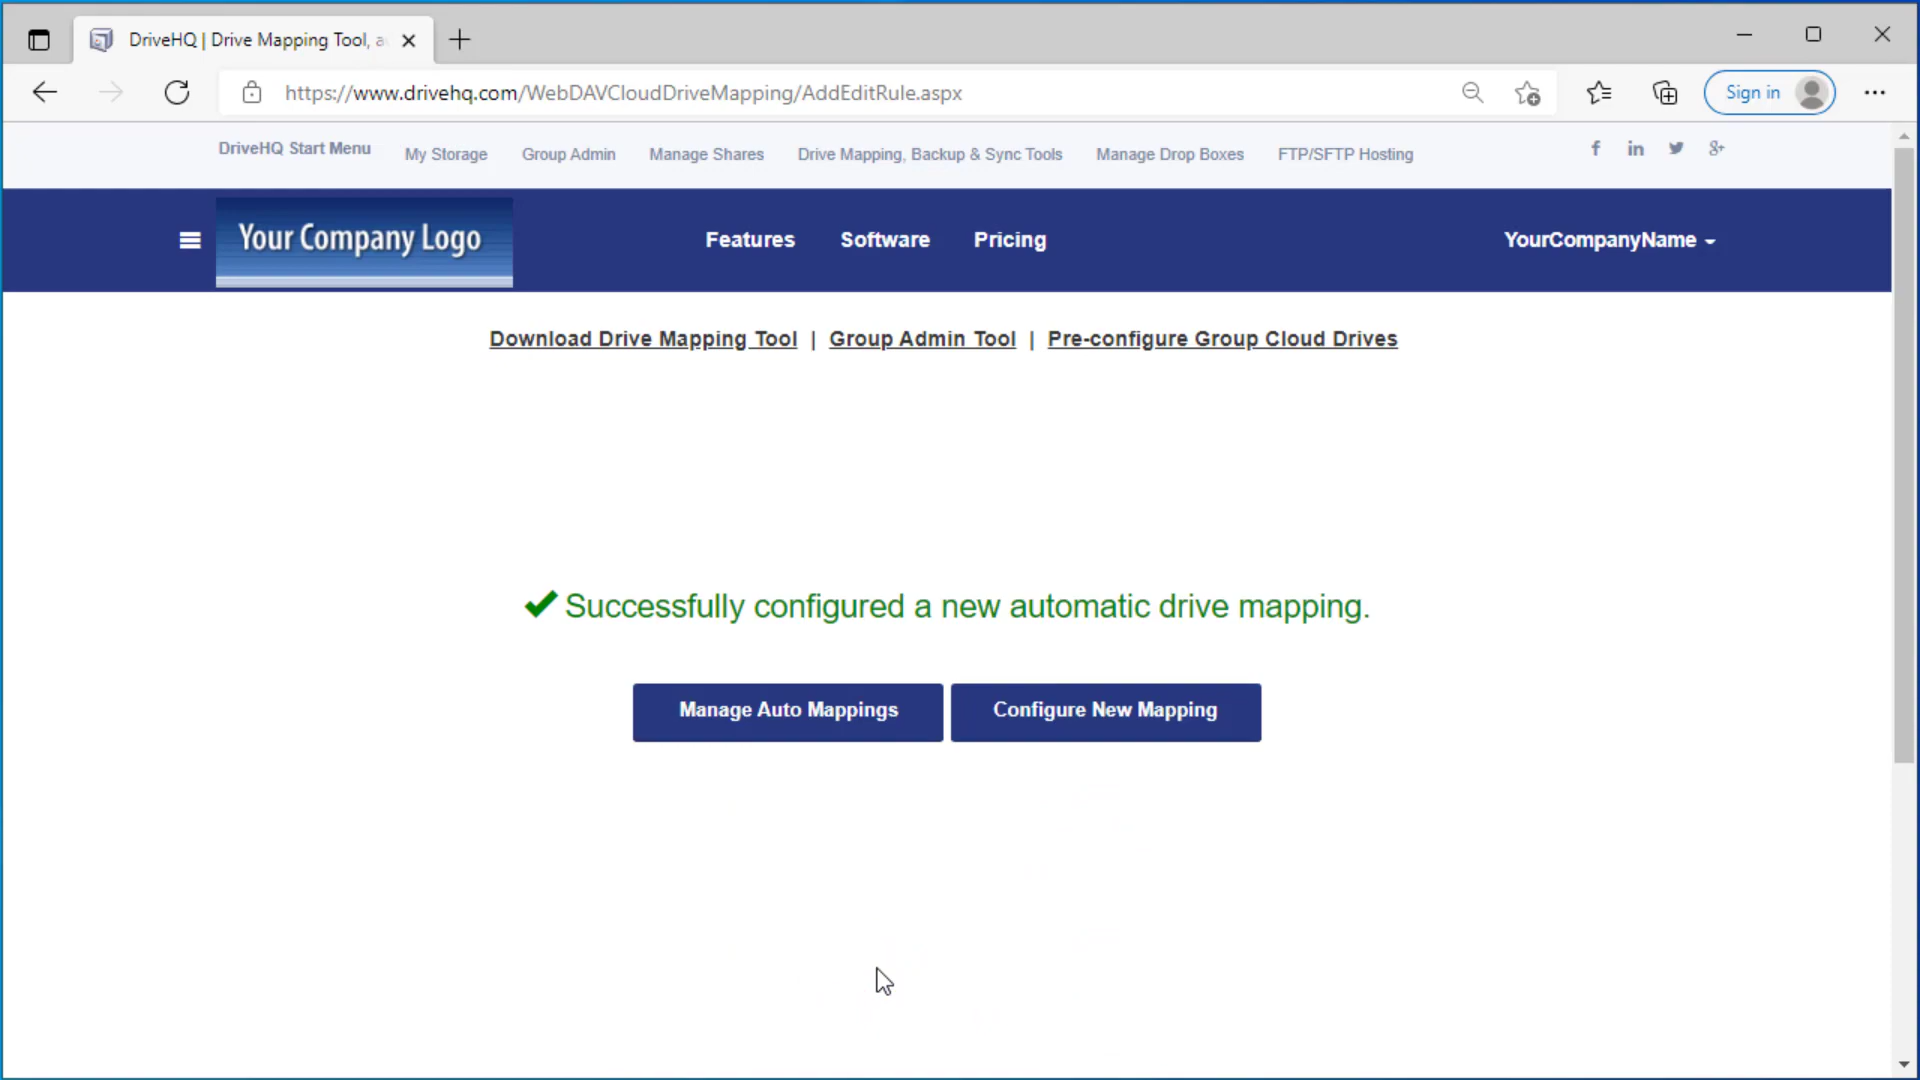 DriveHQ | Drive Mapping Tool,
https://www.drivehq.com/WebDAVCloudDriveMapping/AddEditRule.aspx
Sign in
DriveHQ Start Menu My Storage Group Admin Manage Shares Drive Mapping, Backup & Sync Tools Manage Drop Boxes FTP/SFTP Hosting
Your Company Logo Features Software Pricing YourCompanyName
Download Drive Mapping Tool | Group Admin Tool | Pre-configure Group Cloud Drives
Successfully configured a new automatic drive mapping.
Manage Auto Mappings Configure New Mapping